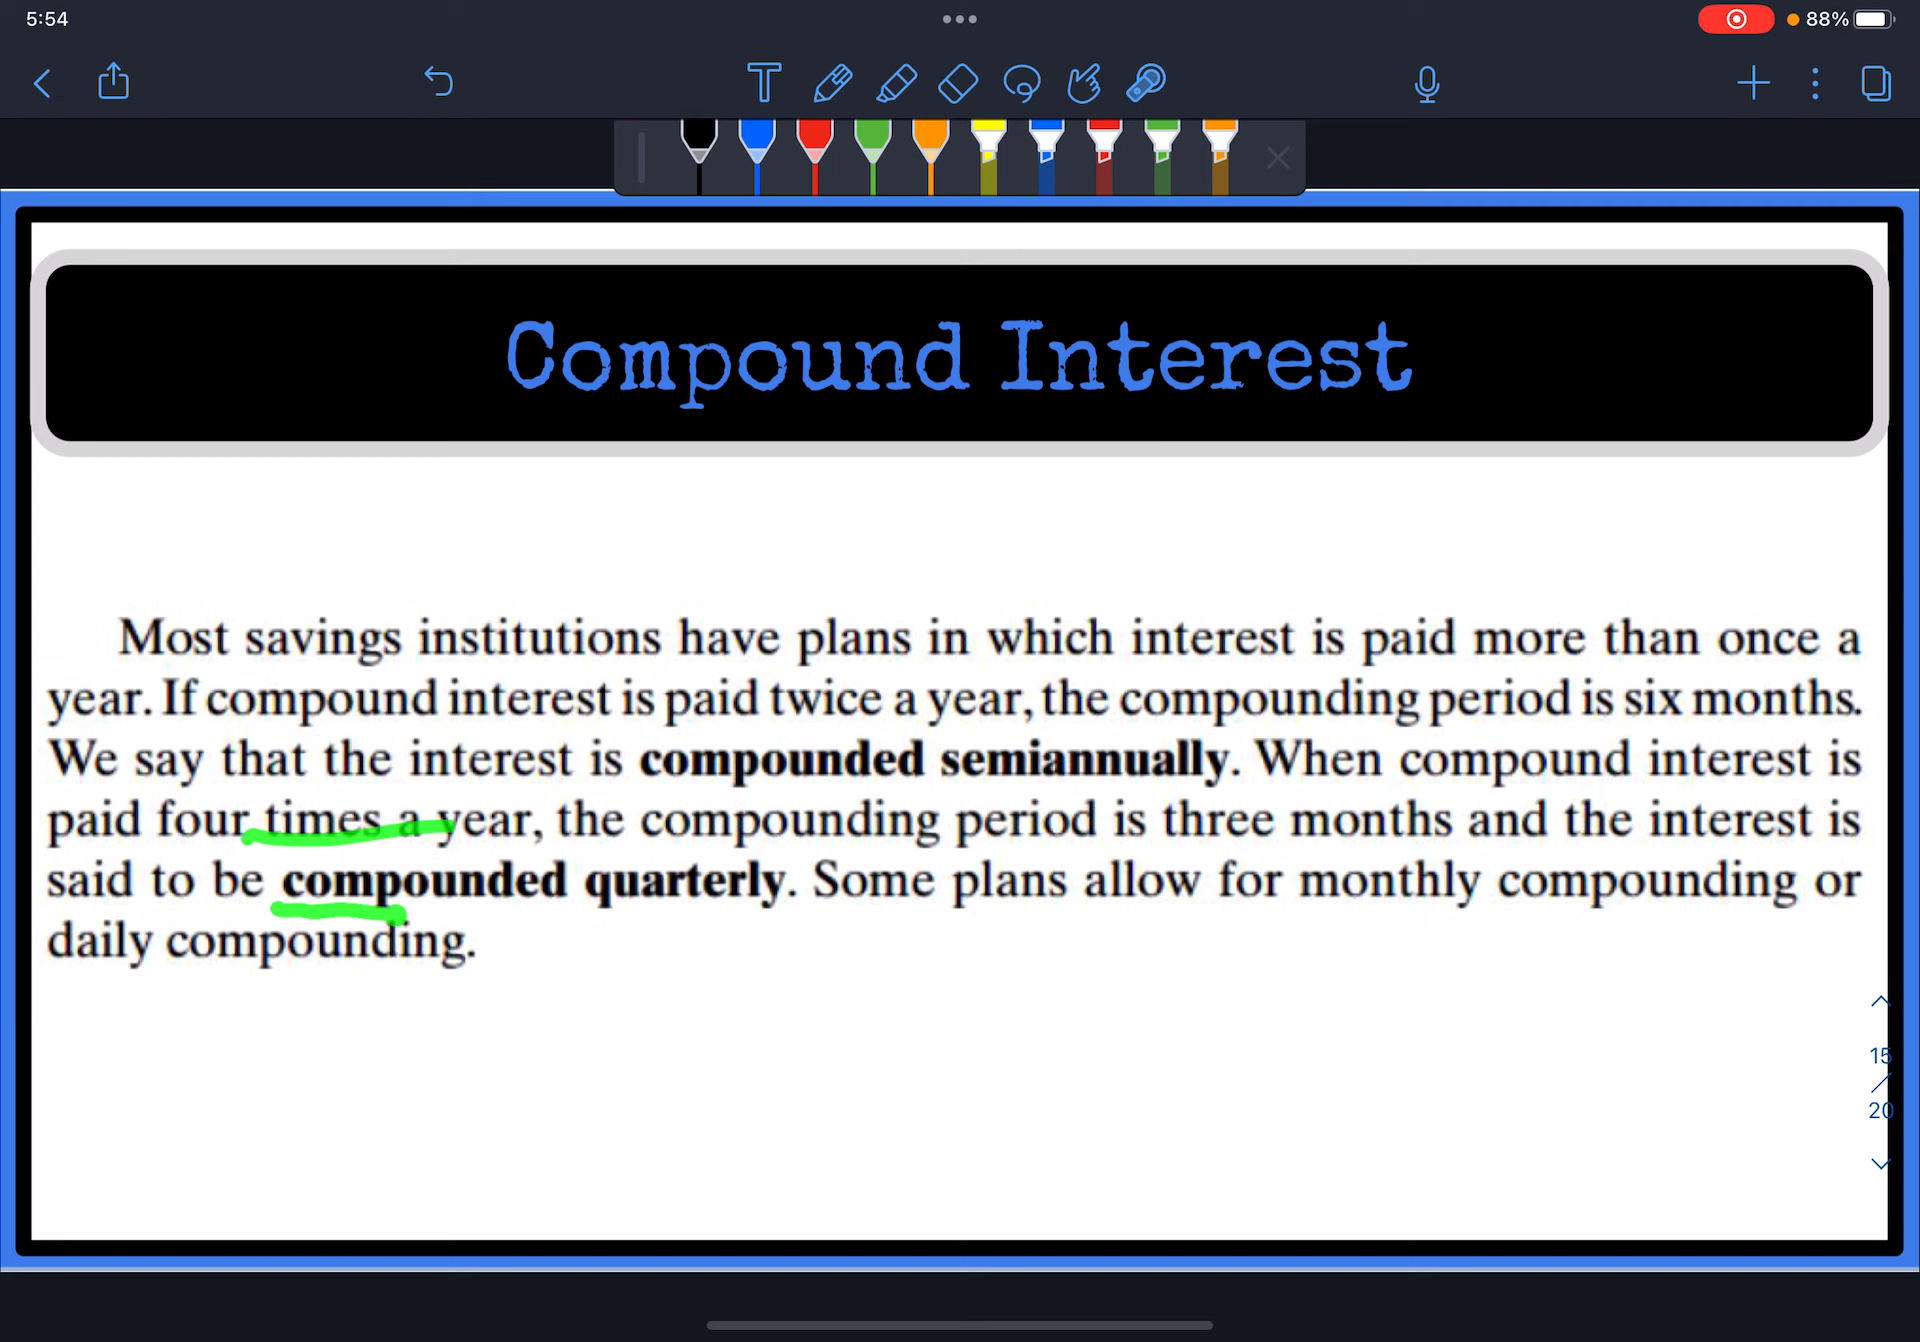 5:54
88%
Compound Interest
Most savings institutions have plans in which interest is paid more than once a
year. If compound interest is paid twice a year, the compounding period is six months.
We say that the interest is compounded semiannually. When compound interest is
paid four times a year, the compounding period is three months and the interest is
said to be compounded quarterly. Some plans allow for monthly compounding or
daily compounding.
15
/
20